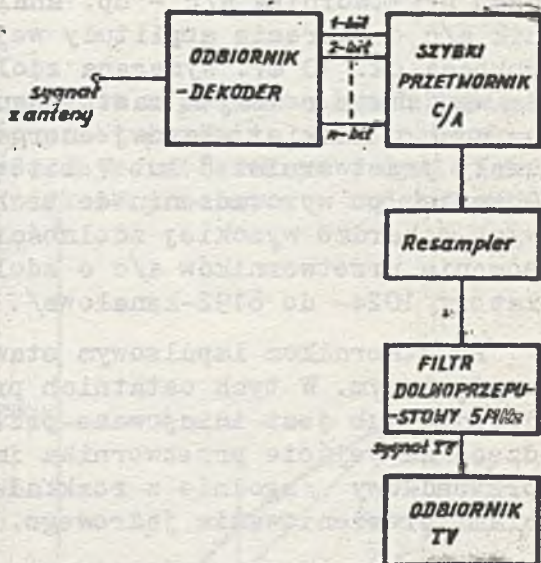 1-bit
2-bit
n-bit
ODBIORNIK
-DEKODER
sygnał
z anteny
SZYBKI
PRZETWORNIK
C/A
Resampler
FILTR
DOLNOPRZEPU-
-STOWY 5MHz
sygnał TV
ODBIORNIK
TV